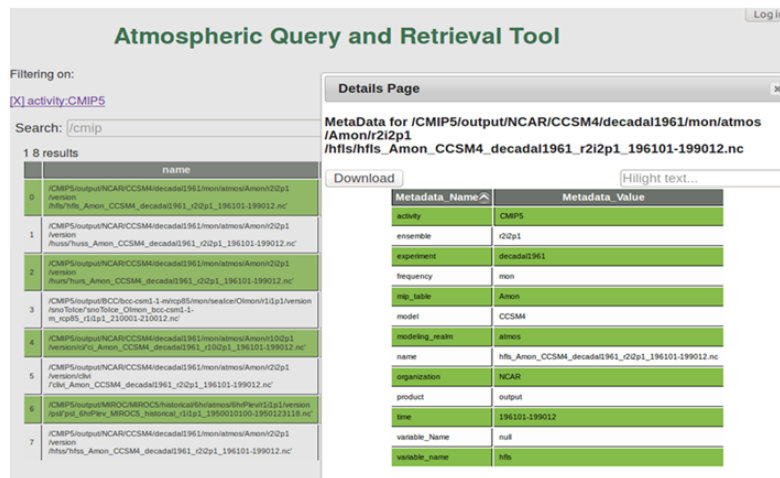 Log i
Atmospheric Query and Retrieval Tool
Filtering on:
[X] activity:CMIP5
Search: /cmip
1 8 results
name
0 /CMIP5/output/NCAR/CCSM4/decadal1961/mon/atmos/Amon/r2i2p1
/version
/hfls/'hfls_Amon_CCSM4_decadal1961_r2i2p1_196101-199012.nc'
1 /CMIP5/output/NCAR/CCSM4/decadal1961/mon/atmos/Amon/r2i2p1
/version
/huss/'huss_Amon_CCSM4_decadal1961_r2i2p1_196101-199012.nc'
2 /CMIP5/output/NCAR/CCSM4/decadal1961/mon/atmos/Amon/r2i2p1
/version
/hurs/'hurs_Amon_CCSM4_decadal1961_r2i2p1_196101-199012.nc'
3 /CMIP5/output/BCC/bcc-csm1-1-m/rcp85/mon/seaIce/OImon/r1i1p1/version
/snoToIce/'snoToIce_OImon_bcc-csm1-1-
m_rcp85_r1i1p1_210001-210012.nc'
4 /CMIP5/output/NCAR/CCSM4/decadal1961/mon/atmos/Amon/r10i2p1
/version/ci/'ci_Amon_CCSM4_decadal1961_r10i2p1_196101-199012.nc'
5 /CMIP5/output/NCAR/CCSM4/decadal1961/mon/atmos/Amon/r2i2p1
/version/clivi
/'clivi_Amon_CCSM4_decadal1961_r2i2p1_196101-199012.nc'
6 /CMIP5/output/MIROC/MIROC5/historical/6hr/atmos/6hrPlev/r1i1p1/version
/psl/'psl_6hrPlev_MIROC5_historical_r1i1p1_1950010100-1950123118.nc'
7 /CMIP5/output/NCAR/CCSM4/decadal1961/mon/atmos/Amon/r2i2p1
/version
/hfss/'hfss_Amon_CCSM4_decadal1961_r2i2p1_196101-199012.nc'
Details Page
MetaData for /CMIP5/output/NCAR/CCSM4/decadal1961/mon/atmos
/Amon/r2i2p1
/hfls/hfls_Amon_CCSM4_decadal1961_r2i2p1_196101-199012.nc
Download Hilight text...
Metadata_Name Metadata_Value
activity CMIP5
ensemble r2i2p1
experiment decadal1961
frequency mon
mip_table Amon
model CCSM4
modeling_realm atmos
name hfls_Amon_CCSM4_decadal1961_r2i2p1_196101-199012.nc
organization NCAR
product output
time 196101-199012
variable_Name null
variable_name hfls